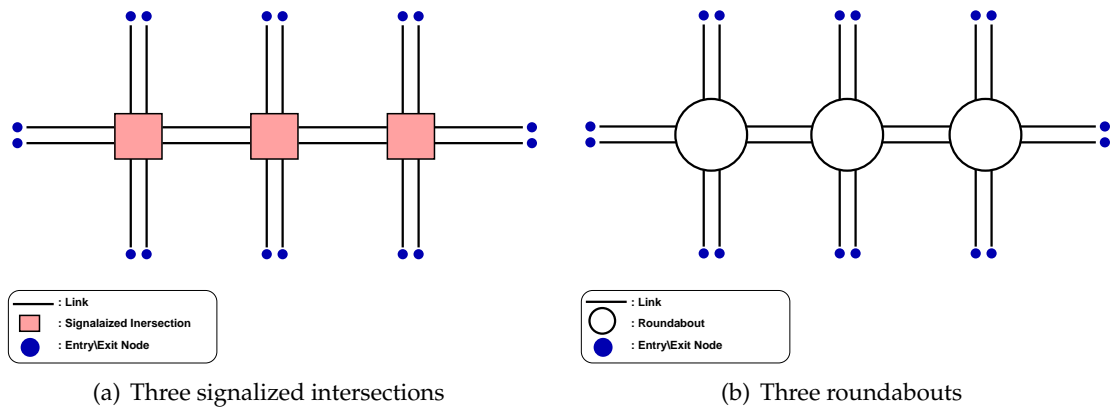 : Link
: Signalaized Inersection
: Entry\Exit Node
(a) Three signalized intersections
: Link
: Roundabout
: Entry\Exit Node
(b) Three roundabouts